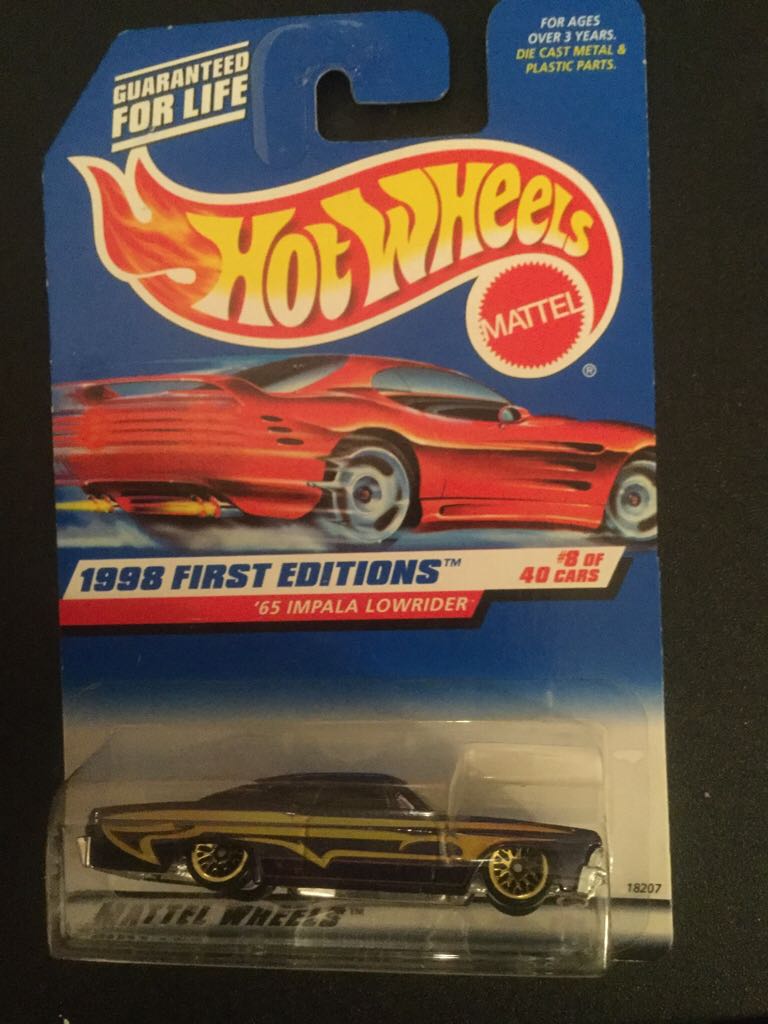 GUARANTEED
FOR LIFE
FOR AGES
OVER 3 YEARS.
DIE CAST METAL &
PLASTIC PARTS.
HOT WHEELS
MATTEL
®
1998 FIRST EDITIONS™
#8 OF
40 CARS
'65 IMPALA LOWRIDER
18207
MATTEL WHEELS™